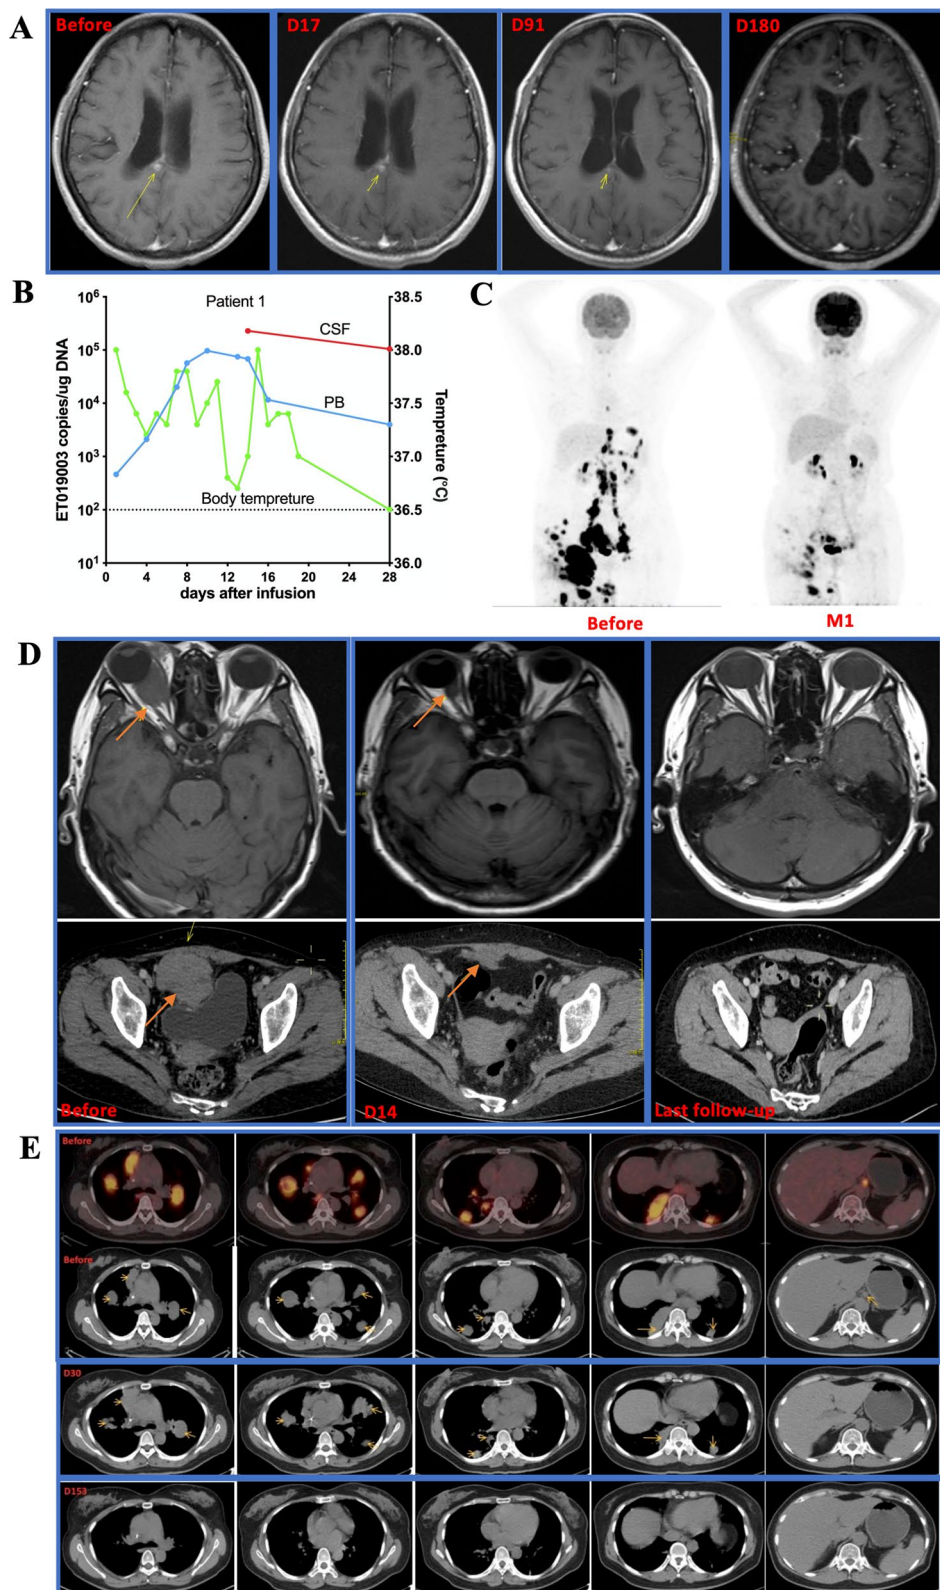 A
Before
D17
D91
D180
B
Patient 1
CSF
PB
Body tempreture
ET019003 copies/ug DNA
10⁶
10⁵
10⁴
10³
10²
10¹
38.5
38.0
37.5
37.0
36.5
36.0
Tempreture (°C)
0 4 8 12 16 20 24 28
days after infusion
C
Before
M1
D
Before
D14
Last follow-up
E
Before
Before
D30
D153